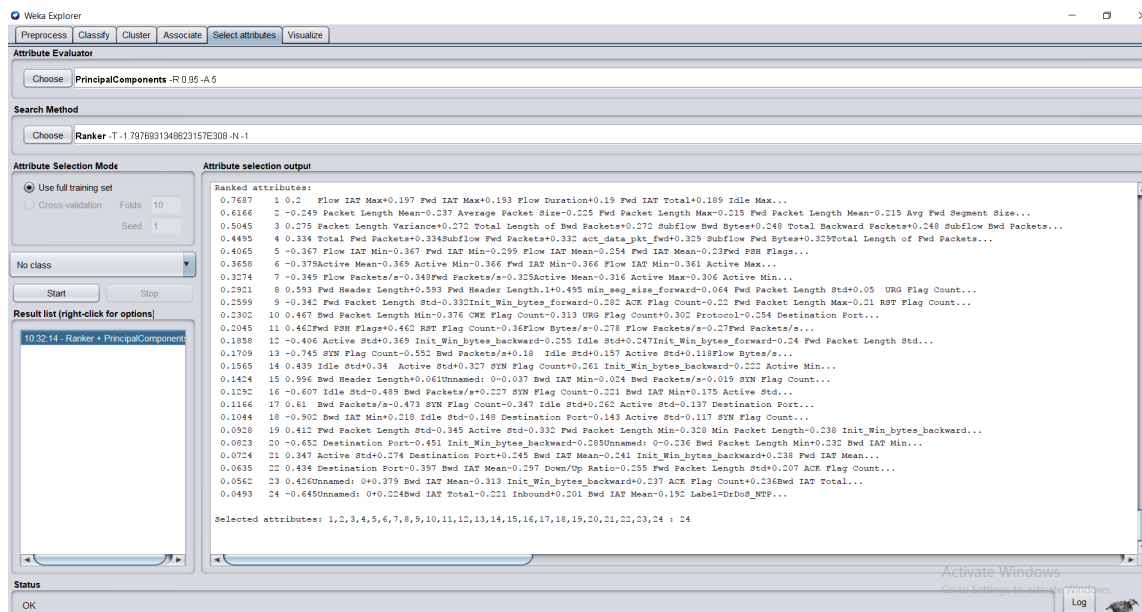 Weka Explorer
Preprocess Classify Cluster Associate Select attributes Visualize
Attribute Evaluator
Choose PrincipalComponents -R 0.95 -A 5
Search Method
Choose Ranker -T -1.7976931348623157E308 -N -1
Attribute Selection Mode
Use full training set
Cross-validation Folds 10
Seed 1
No class
Start Stop
Result list (right-click for options)
10:32:14 - Ranker + PrincipalComponents
Attribute selection output
Ranked attributes:
0.7687 1 0.2 Flow IAT Max+0.197 Fwd IAT Max+0.193 Flow Duration+0.19 Fwd IAT Total+0.189 Idle Max...
0.6166 2 -0.249 Packet Length Mean-0.237 Average Packet Size-0.225 Fwd Packet Length Max-0.215 Fwd Packet Length Mean-0.215 Avg Fwd Segment Size...
0.5045 3 0.275 Packet Length Variance+0.272 Total Length of Bwd Packets+0.272 Subflow Bwd Bytes+0.248 Total Backward Packets+0.248 Subflow Bwd Packets...
0.4495 4 0.334 Total Fwd Packets+0.334Subflow Fwd Packets+0.332 act_data_pkt_fwd+0.329 Subflow Fwd Bytes+0.329Total Length of Fwd Packets...
0.4065 5 -0.367 Flow IAT Min-0.367 Fwd IAT Min-0.299 Flow IAT Mean-0.254 Fwd IAT Mean-0.23Fwd PSH Flags...
0.3658 6 -0.379Active Mean-0.369 Active Min-0.366 Fwd IAT Min-0.366 Flow IAT Min-0.361 Active Max...
0.3274 7 -0.349 Flow Packets/s-0.348Fwd Packets/s-0.325Active Mean-0.316 Active Max-0.306 Active Min...
0.2921 8 0.593 Fwd Header Length+0.593 Fwd Header Length.1+0.495 min_seg_size_forward-0.064 Fwd Packet Length Std+0.05 URG Flag Count...
0.2599 9 -0.342 Fwd Packet Length Std-0.332Init_Win_bytes_forward-0.282 ACK Flag Count-0.22 Fwd Packet Length Max-0.21 RST Flag Count...
0.2302 10 0.467 Bwd Packet Length Min-0.376 CWE Flag Count-0.313 URG Flag Count+0.302 Protocol-0.254 Destination Port...
0.2045 11 0.462Fwd PSH Flags+0.462 RST Flag Count-0.36Flow Bytes/s-0.278 Flow Packets/s-0.27Fwd Packets/s...
0.1858 12 -0.406 Active Std+0.369 Init_Win_bytes_backward-0.255 Idle Std+0.247Init_Win_bytes_forward-0.24 Fwd Packet Length Std...
0.1709 13 -0.745 SYN Flag Count-0.552 Bwd Packets/s+0.18 Idle Std+0.157 Active Std+0.118Flow Bytes/s...
0.1565 14 0.439 Idle Std+0.34 Active Std+0.327 SYN Flag Count+0.261 Init_Win_bytes_backward-0.222 Active Min...
0.1424 15 0.996 Bwd Header Length+0.061Unnamed: 0-0.037 Bwd IAT Min-0.024 Bwd Packets/s-0.019 SYN Flag Count...
0.1292 16 -0.607 Idle Std-0.489 Bwd Packets/s+0.227 SYN Flag Count-0.221 Bwd IAT Min+0.175 Active Std...
0.1166 17 0.61 Bwd Packets/s-0.473 SYN Flag Count-0.347 Idle Std+0.262 Active Std-0.137 Destination Port...
0.1044 18 -0.902 Bwd IAT Min+0.218 Idle Std-0.148 Destination Port-0.143 Active Std-0.117 SYN Flag Count...
0.0928 19 0.412 Fwd Packet Length Std-0.345 Active Std-0.332 Fwd Packet Length Min-0.328 Min Packet Length-0.238 Init_Win_bytes_backward...
0.0823 20 -0.652 Destination Port-0.451 Init_Win_bytes_backward-0.285Unnamed: 0-0.236 Bwd Packet Length Min+0.232 Bwd IAT Min...
0.0724 21 0.347 Active Std+0.274 Destination Port+0.245 Bwd IAT Mean-0.241 Init_Win_bytes_backward+0.238 Fwd IAT Mean...
0.0635 22 0.434 Destination Port-0.397 Bwd IAT Mean-0.297 Down/Up Ratio-0.255 Fwd Packet Length Std+0.207 ACK Flag Count...
0.0562 23 0.426Unnamed: 0+0.379 Bwd IAT Mean-0.313 Init_Win_bytes_backward+0.237 ACK Flag Count+0.236Bwd IAT Total...
0.0493 24 -0.645Unnamed: 0+0.224Bwd IAT Total-0.221 Inbound+0.201 Bwd IAT Mean-0.192 Label=DrDoS_NTP...
Selected attributes: 1,2,3,4,5,6,7,8,9,10,11,12,13,14,15,16,17,18,19,20,21,22,23,24 : 24
Activate Windows
Go to Settings to activate Windows.
Status
OK
Log